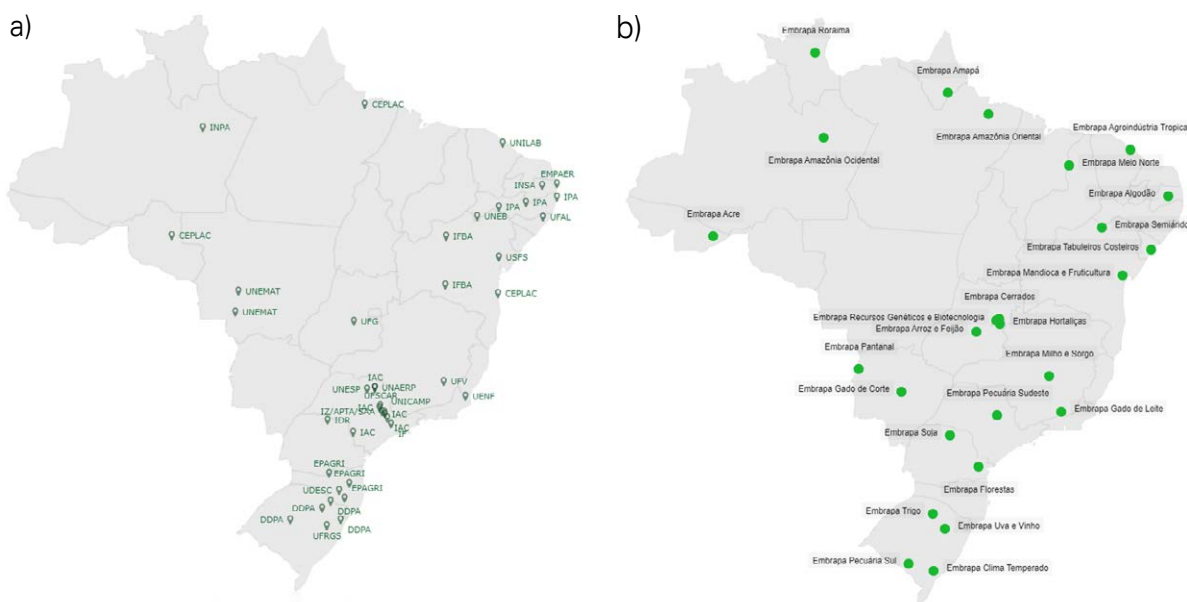 a)
CEPLAC
INPA
UNILAB
EMPAER
INSA
IPA
IPA
IPA
UNEB
UFAL
CEPLAC
IFBA
USFS
IFBA
CEPLAC
UNEMAT
UNEMAT
UFG
IAC
UNESP
UNAERP
UFV
UFSCAR
UENF
IAC
UNICAMP
IZ/APTA/SAA
IAC
IDR
IAC
IAC
IF
EPAGRI
EPAGRI
UDESC
EPAGRI
DDPA
DDPA
DDPA
DDPA
UFRGS
b)
Embrapa Roraima
Embrapa Amapá
Embrapa Agroindústria Tropica
Embrapa Amazônia Oriental
Embrapa Amazônia Ocidental
Embrapa Meio Norte
Embrapa Algodão
Embrapa Acre
Embrapa Semiárido
Embrapa Tabuleiros Costeiros
Embrapa Mandioca e Fruticultura
Embrapa Cerrados
Embrapa Recursos Genéticos e Biotecnologia
Embrapa Hortaliças
Embrapa Arroz e Feijão
Embrapa Pantanal
Embrapa Milho e Sorgo
Embrapa Gado de Corte
Embrapa Pecuária Sudeste
Embrapa Gado de Leite
Embrapa Soja
Embrapa Florestas
Embrapa Trigo
Embrapa Uva e Vinho
Embrapa Pecuária Sul
Embrapa Clima Temperado